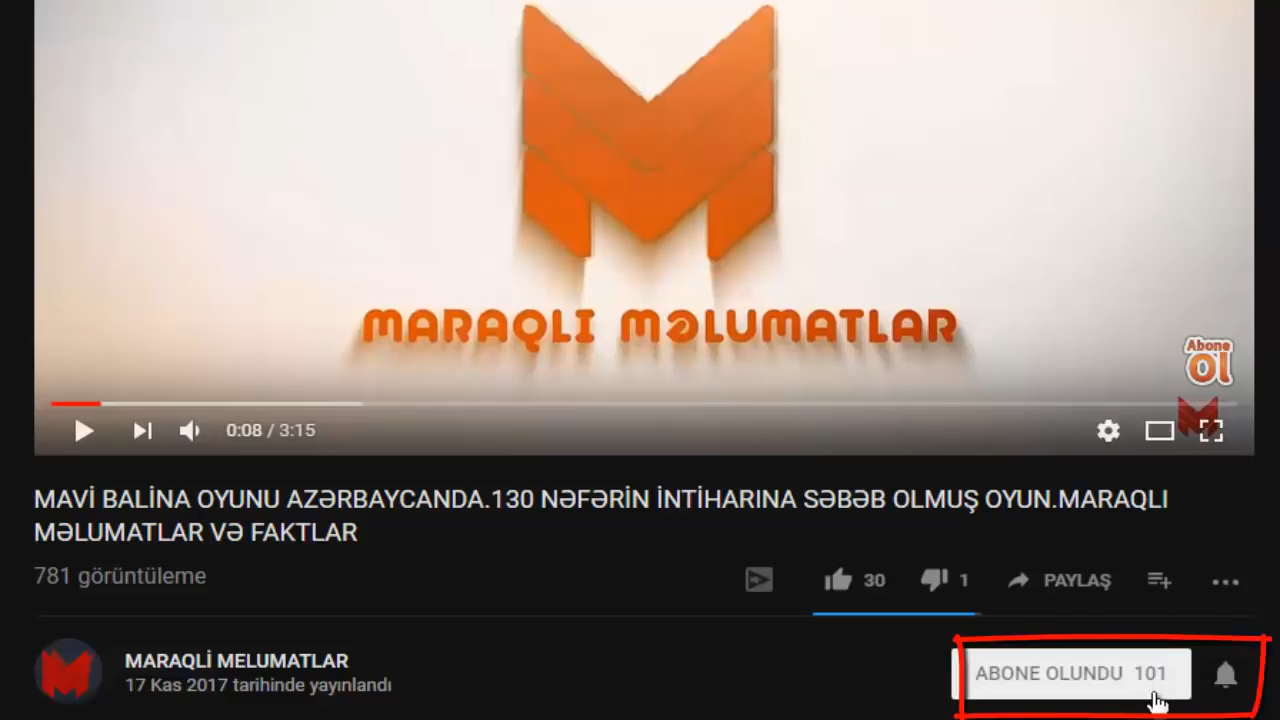 MARAQLI MƏLUMATLAR
Abone
Ol
0:08 / 3:15
MAVİ BALİNA OYUNU AZƏRBAYCANDA.130 NƏFƏRİN İNTİHARINA SƏBƏB OLMUŞ OYUN.MARAQLI
MƏLUMATLAR VƏ FAKTLAR
781 görüntüleme
30 1 PAYLAŞ
MARAQLİ MELUMATLAR
17 Kas 2017 tarihinde yayınlandı
ABONE OLUNDU 101